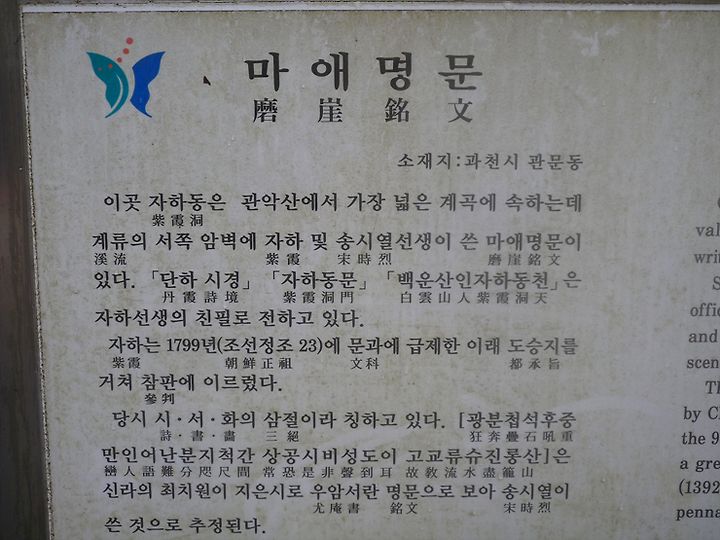 마애명문
磨崖銘文
소재지:과천시 관문동
이곳 자하동은 관악산에서 가장 넓은 계곡에 속하는데
紫霞洞
계류의 서쪽 암벽에 자하 및 송시열선생이 쓴 마애명문이
溪流 紫霞 宋時烈 磨崖銘文
있다. 「단하 시경」 「자하동문」 「백운산인자하동천」은
丹霞詩境 紫霞洞門 白雲山人紫霞洞天
자하선생의 친필로 전하고 있다.
자하는 1799년(조선정조 23)에 문과에 급제한 이래 도승지를
紫霞 朝鮮正祖 文科 都承旨
거쳐 참판에 이르렀다.
參判
당시 시·서·화의 삼절이라 칭하고 있다. [광분첩석후중
詩·書·畵 三絕 狂奔疊石吼重
만인어난분지척간 상공시비성도이 고교류슈진롱산]은
巒人語難分咫尺間 常恐是非聲到耳 故敎流水盡籠山
신라의 최치원이 지은시로 우암서란 명문으로 보아 송시열이
尤庵書 銘文 宋時烈
쓴 것으로 추정된다.
val
writ
S
offic
and
scen
Th
by C
the 9
a gre
(1392
penna